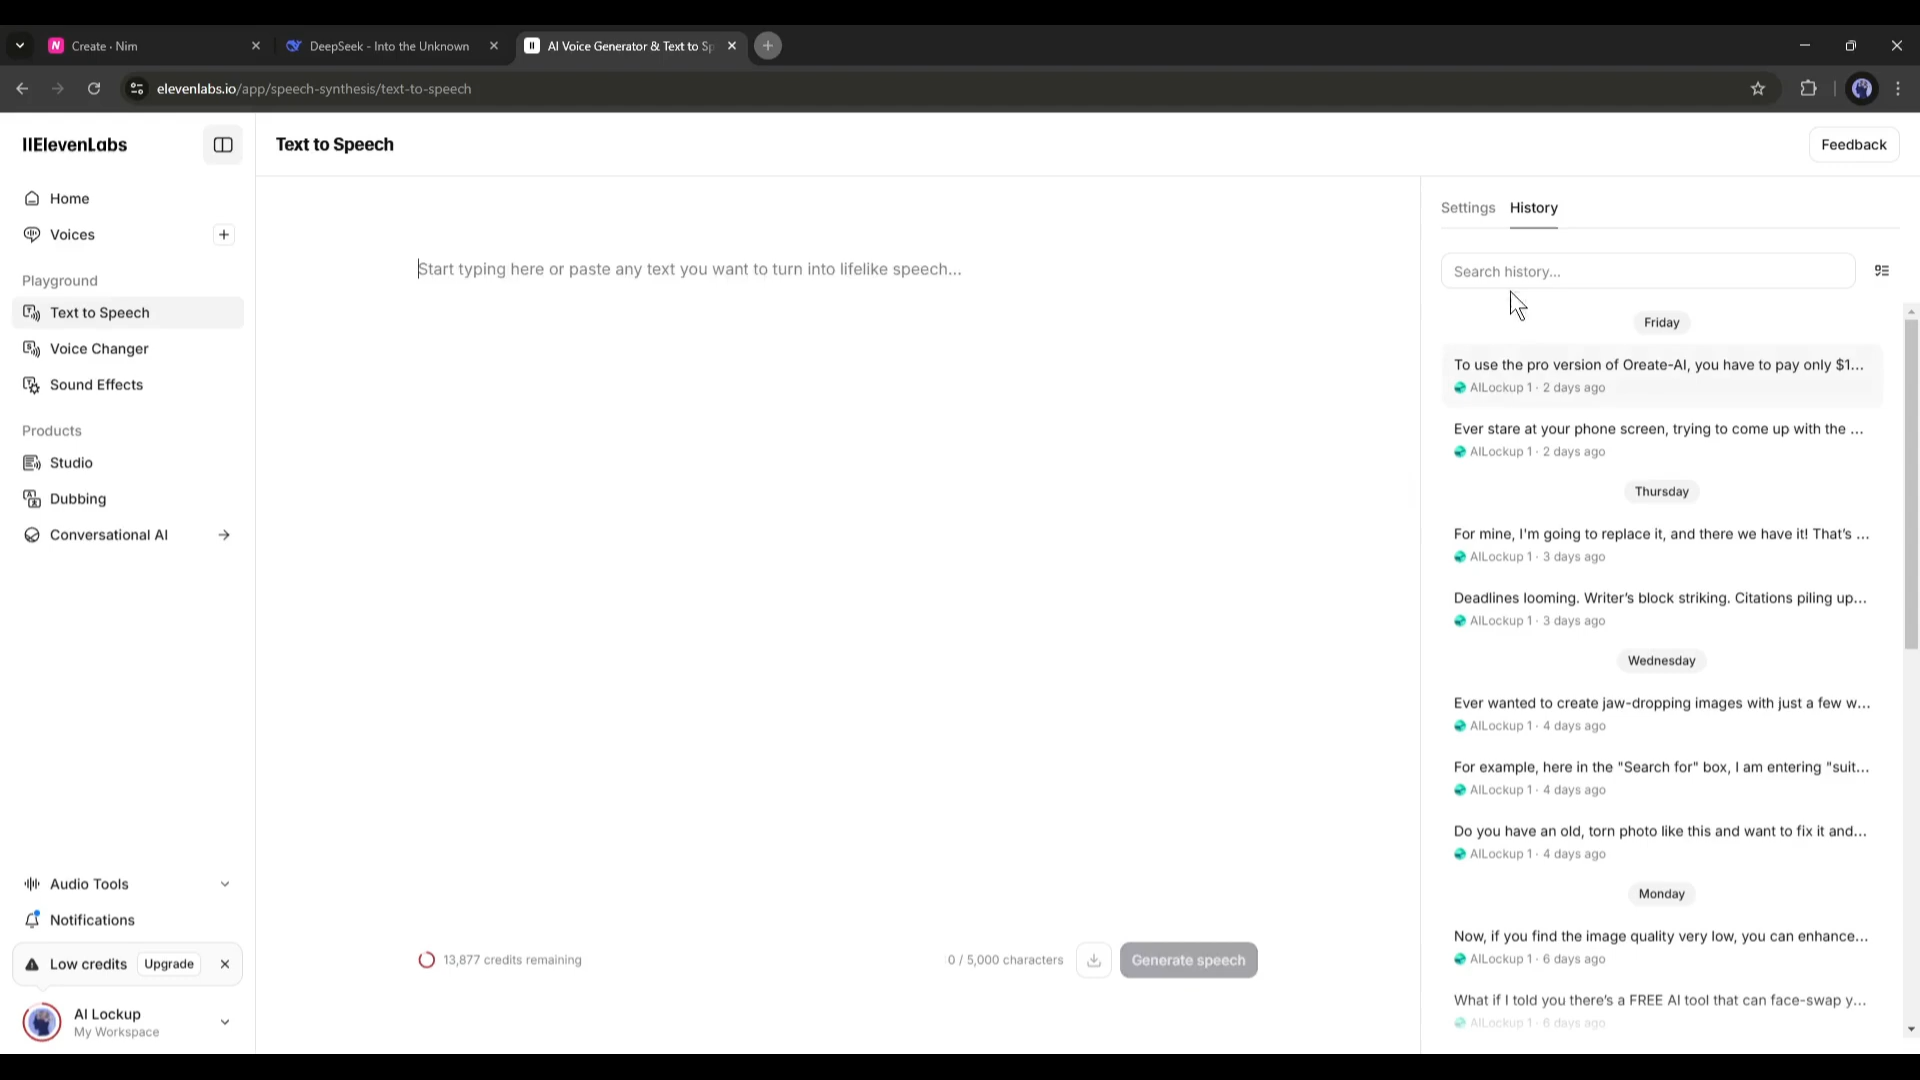 Create - Nim
DeepSeek - Into the Unknown
AI Voice Generator & Text to Sp
elevenlabs.io/app/speech-synthesis/text-to-speech
IIElevenLabs
Text to Speech
Feedback
Home
Voices
Playground
Text to Speech
Voice Changer
Sound Effects
Products
Studio
Dubbing
Conversational AI
Audio Tools
Notifications
Low credits
Upgrade
AI Lockup
My Workspace
Start typing here or paste any text you want to turn into lifelike speech...
13,877 credits remaining
0 / 5,000 characters
Generate speech
Settings
History
Search history...
Friday
To use the pro version of Oreate-AI, you have to pay only $1...
AILockup 1 · 2 days ago
Ever stare at your phone screen, trying to come up with the ...
AILockup 1 · 2 days ago
Thursday
For mine, I'm going to replace it, and there we have it! That's ...
AILockup 1 · 3 days ago
Deadlines looming. Writer's block striking. Citations piling up...
AILockup 1 · 3 days ago
Wednesday
Ever wanted to create jaw-dropping images with just a few w...
AILockup 1 · 4 days ago
For example, here in the "Search for" box, I am entering "suit...
AILockup 1 · 4 days ago
Do you have an old, torn photo like this and want to fix it and...
AILockup 1 · 4 days ago
Monday
Now, if you find the image quality very low, you can enhance...
AILockup 1 · 6 days ago
What if I told you there's a FREE AI tool that can face-swap y...
AILockup 1 · 6 days ago